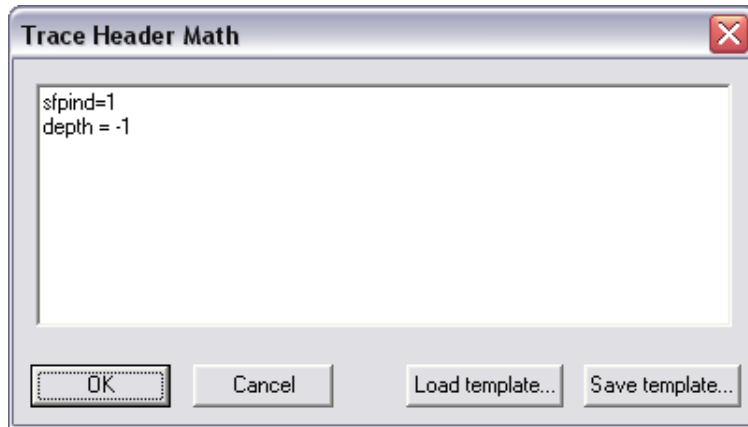 Trace Header Math
sfpind=1
depth = -1
OK
Cancel
Load template...
Save template...